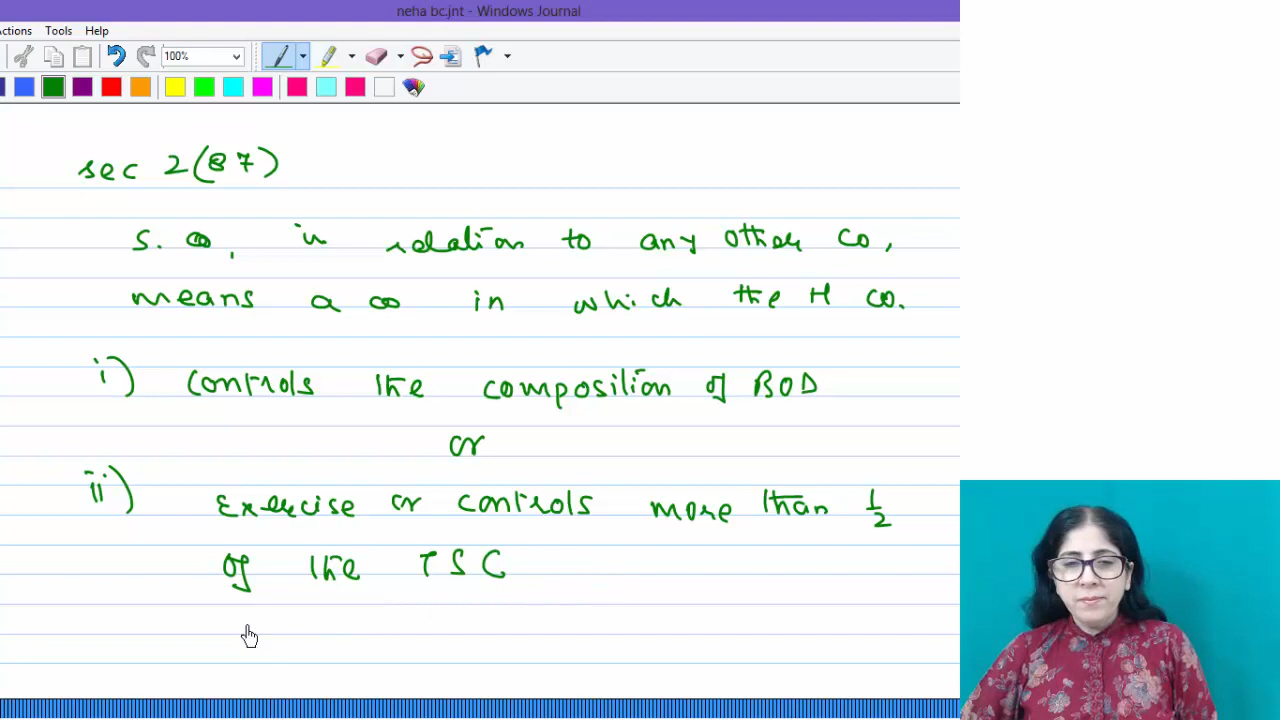 neha bc.jnt - Windows Journal
Actions Tools Help
100%
sec 2(87)
S. co, in relation to any other co,
means a co in which the H co.
i) controls the composition of BOD
or
ii) Exercise or controls more than 1/2
of the TSC